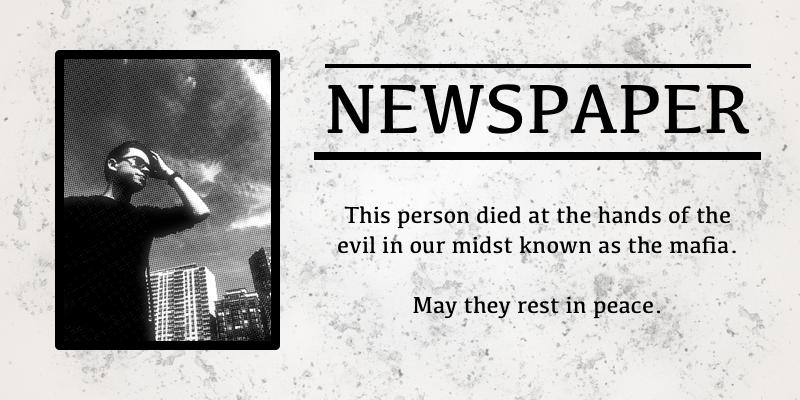 NEWSPAPER
This person died at the hands of the
evil in our midst known as the mafia.
May they rest in peace.